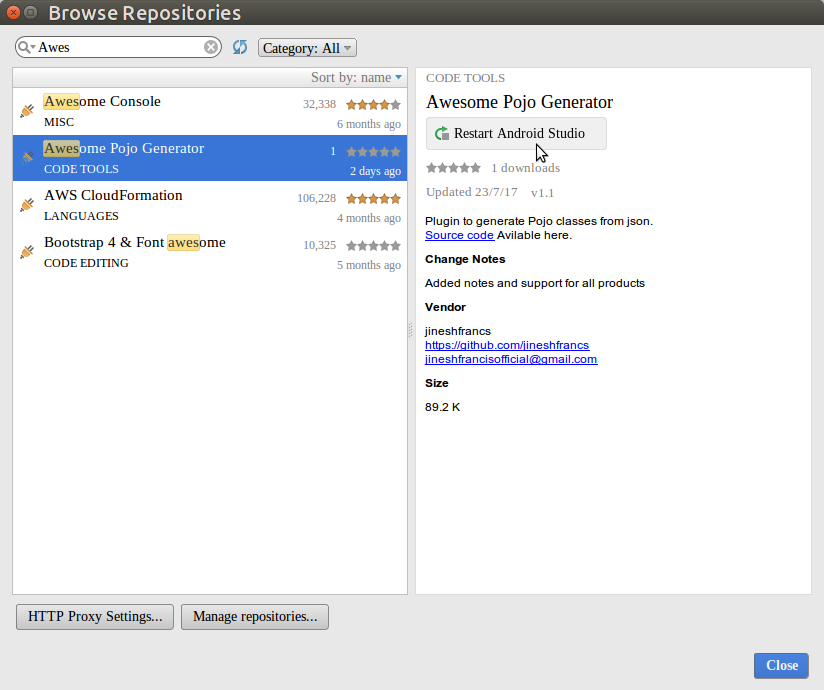 Browse Repositories
Awes
Category: All
Sort by: name
Awesome Console 32,338
MISC 6 months ago
Awesome Pojo Generator 1
CODE TOOLS 2 days ago
AWS CloudFormation 106,228
LANGUAGES 4 months ago
Bootstrap 4 & Font awesome 10,325
CODE EDITING 5 months ago
CODE TOOLS
Awesome Pojo Generator
Restart Android Studio
1 downloads
Updated 23/7/17 v1.1
Plugin to generate Pojo classes from json.
Source code Avilable here.
Change Notes
Added notes and support for all products
Vendor
jineshfrancs
https://github.com/jineshfrancs
jineshfrancisofficial@gmail.com
Size
89.2 K
HTTP Proxy Settings... Manage repositories...
Close